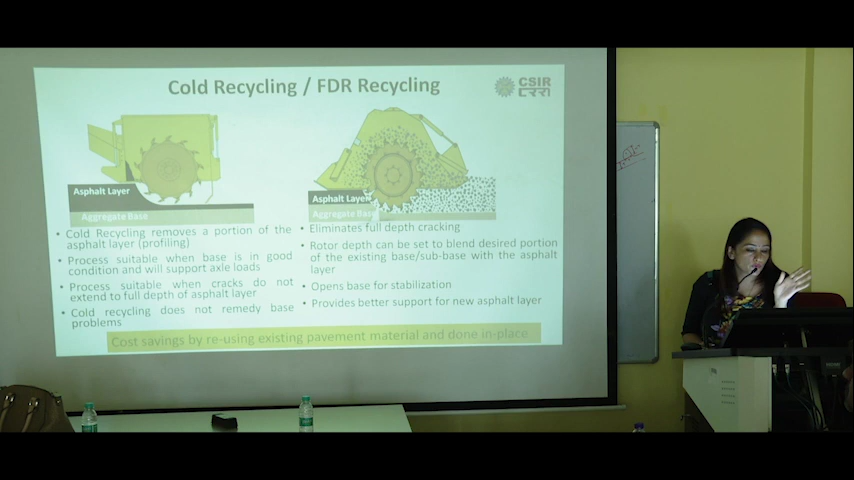 Cold Recycling / FDR Recycling
CSIR
Asphalt Layer
Aggregate Base
Asphalt Layer
Aggregate Base
• Cold Recycling removes a portion of the
asphalt layer (profiling)
• Process suitable when base is in good
condition and will support axle loads
• Process suitable when cracks do not
extend to full depth of asphalt layer
• Cold recycling does not remedy base
problems
• Eliminates full depth cracking
• Rotor depth can be set to blend desired portion
of the existing base/sub-base with the asphalt
layer
• Opens base for stabilization
• Provides better support for new asphalt layer
Cost savings by re-using existing pavement material and done in-place